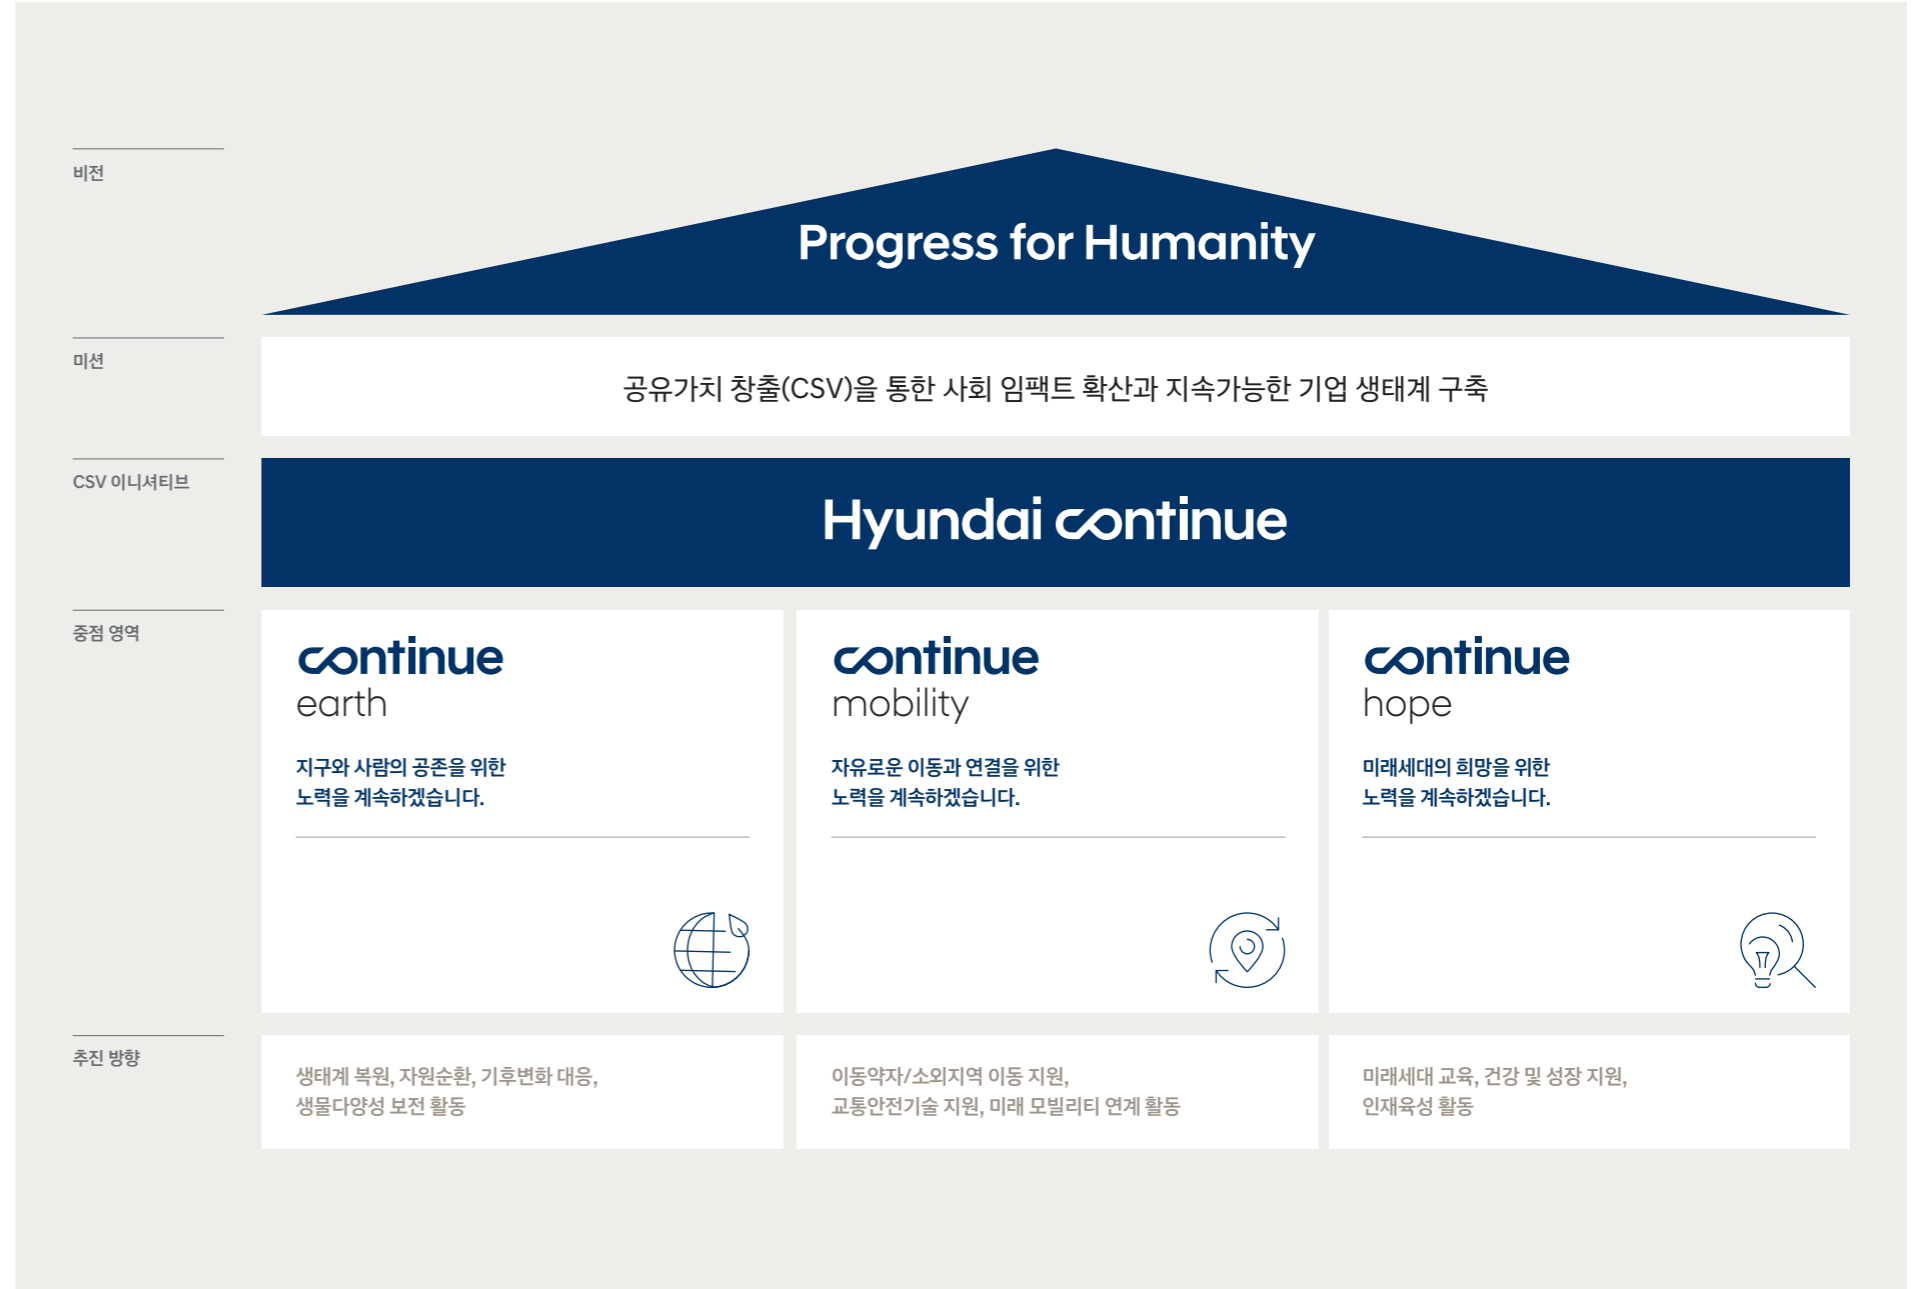 비전
Progress for Humanity
미션
공유가치 창출(CSV)을 통한 사회 임팩트 확산과 지속가능한 기업 생태계 구축
CSV 이니셔티브
Hyundai continue
중점 영역
continue
earth
지구와 사람의 공존을 위한
노력을 계속하겠습니다.
continue
mobility
자유로운 이동과 연결을 위한
노력을 계속하겠습니다.
continue
hope
미래세대의 희망을 위한
노력을 계속하겠습니다.
추진 방향
생태계 복원, 자원순환, 기후변화 대응,
생물다양성 보전 활동
이동약자/소외지역 이동 지원,
교통안전기술 지원, 미래 모빌리티 연계 활동
미래세대 교육, 건강 및 성장 지원,
인재육성 활동